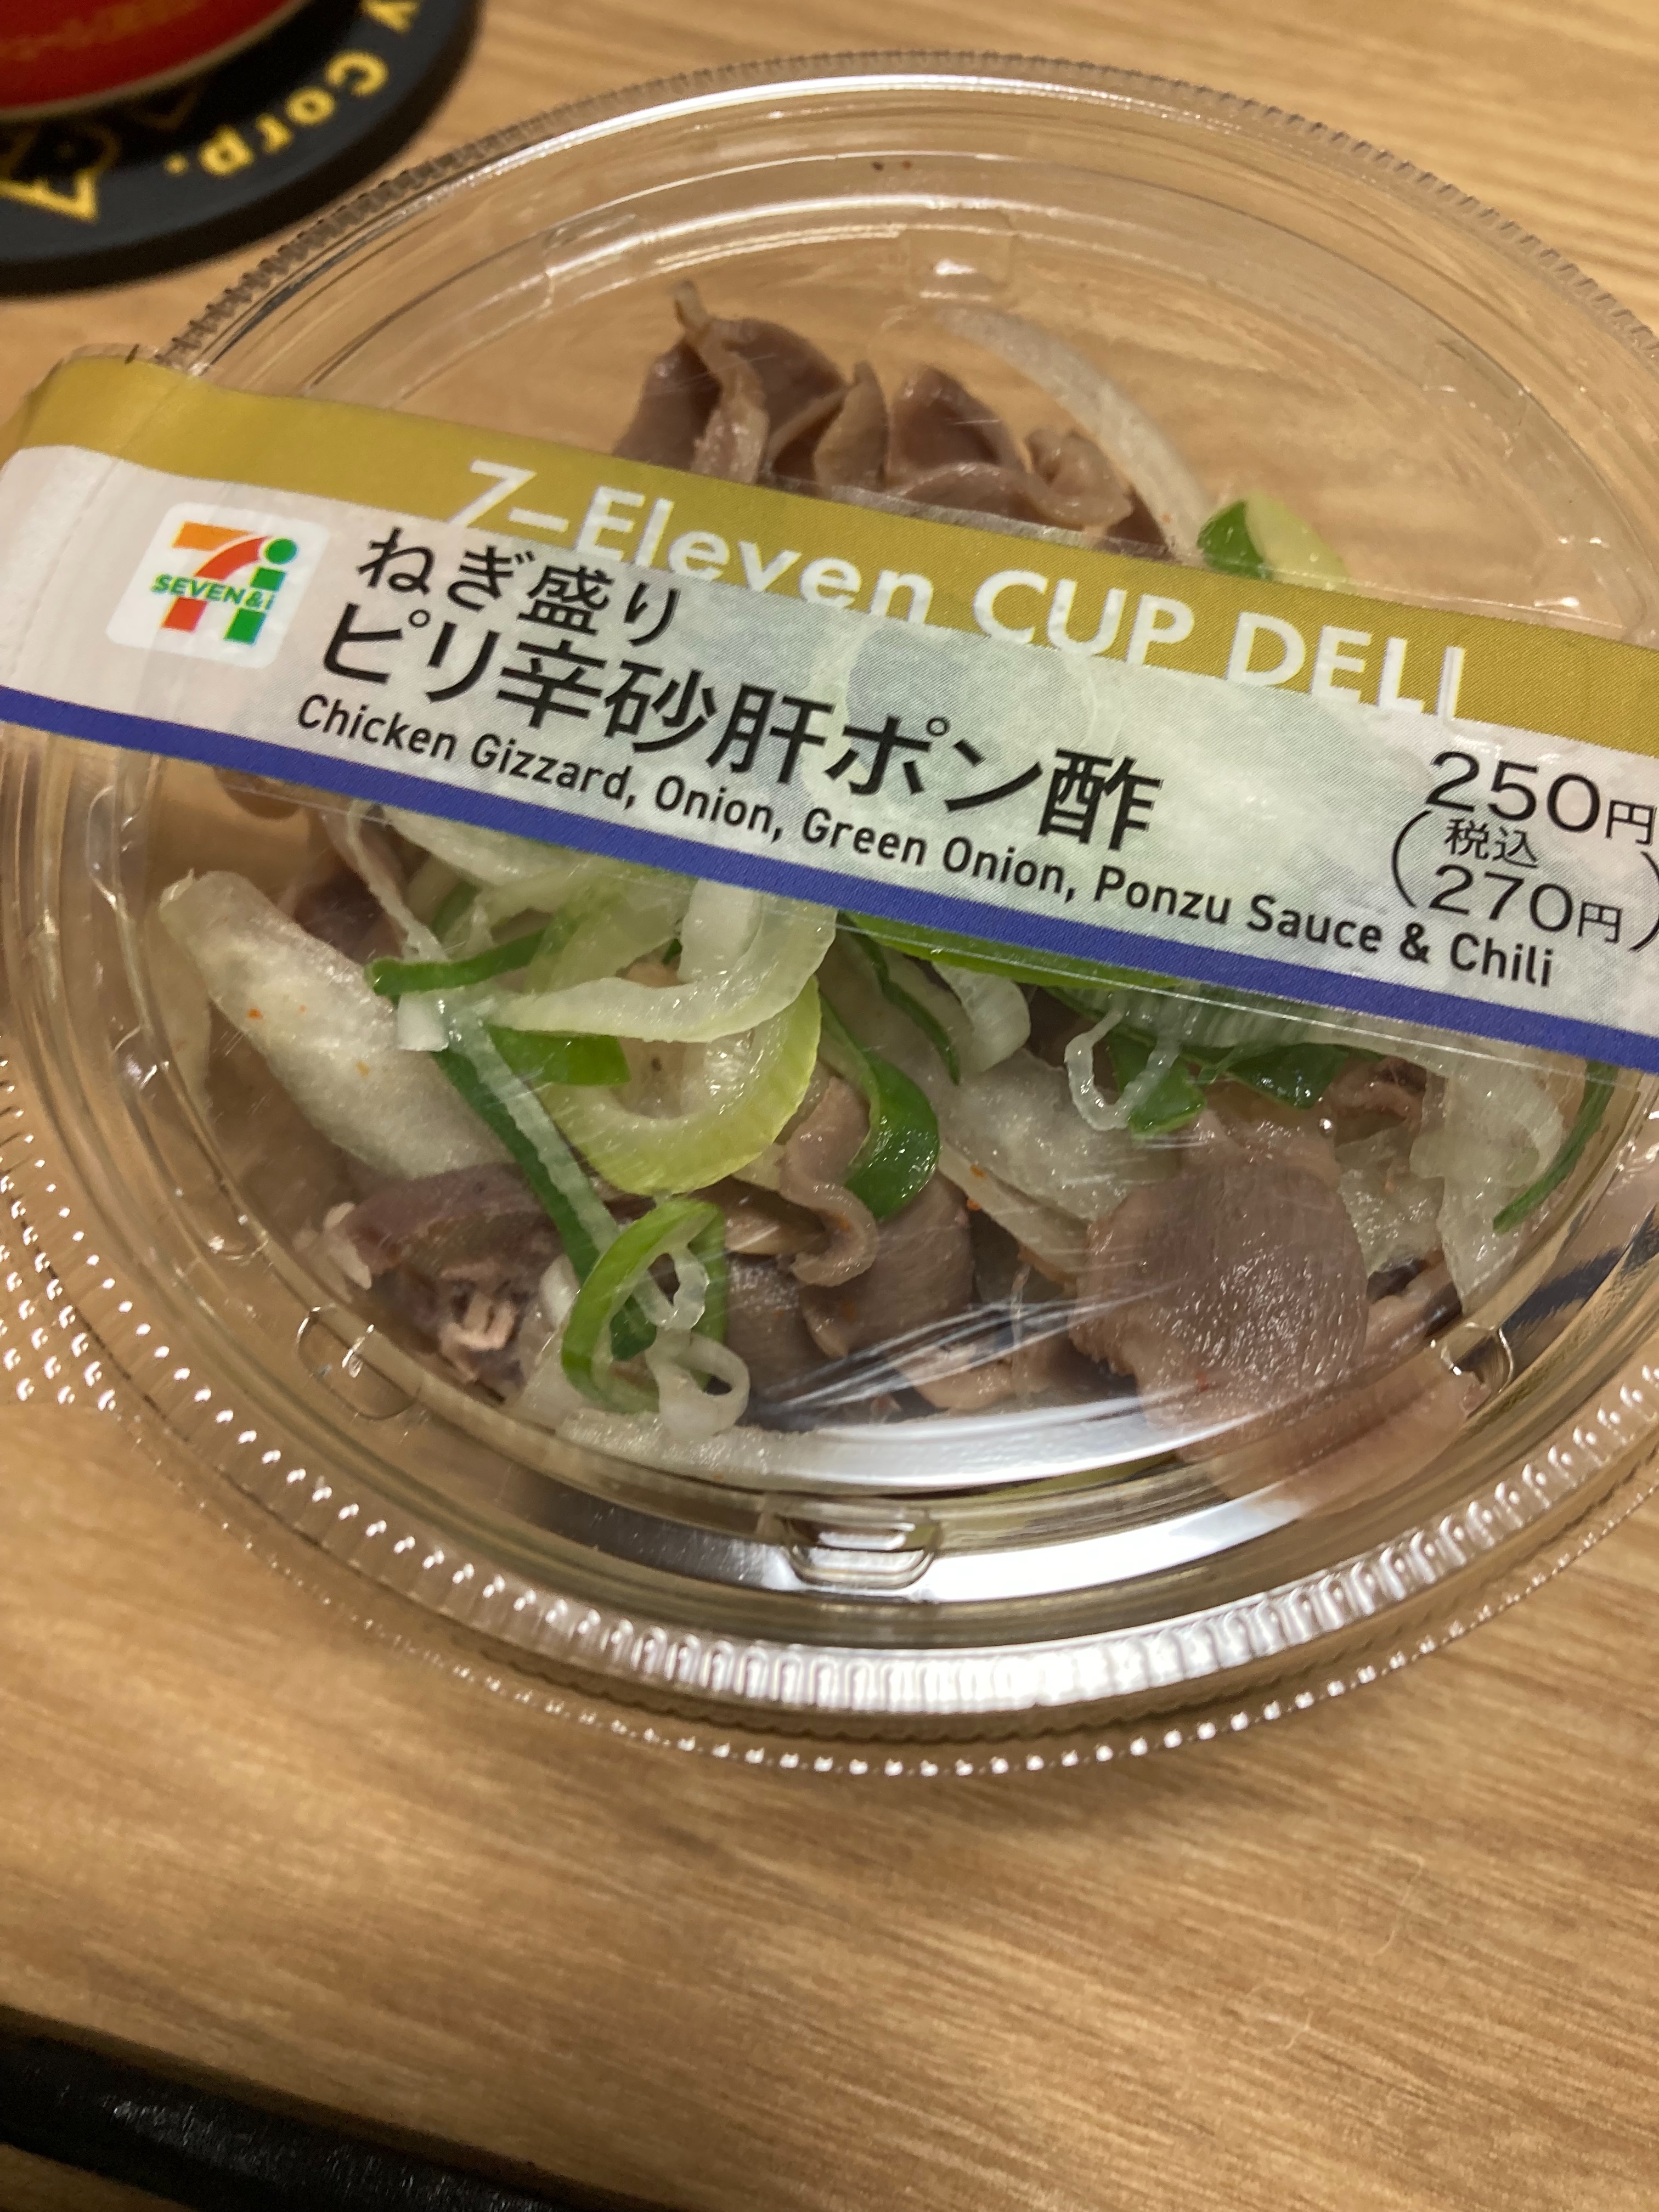 y Corp.
7-Eleven CUP DELI
SEVEN&i
ねぎ盛り
ピリ辛砂肝ポン酢
Chicken Gizzard, Onion, Green Onion, Ponzu Sauce & Chili
250円
(税込
270円)